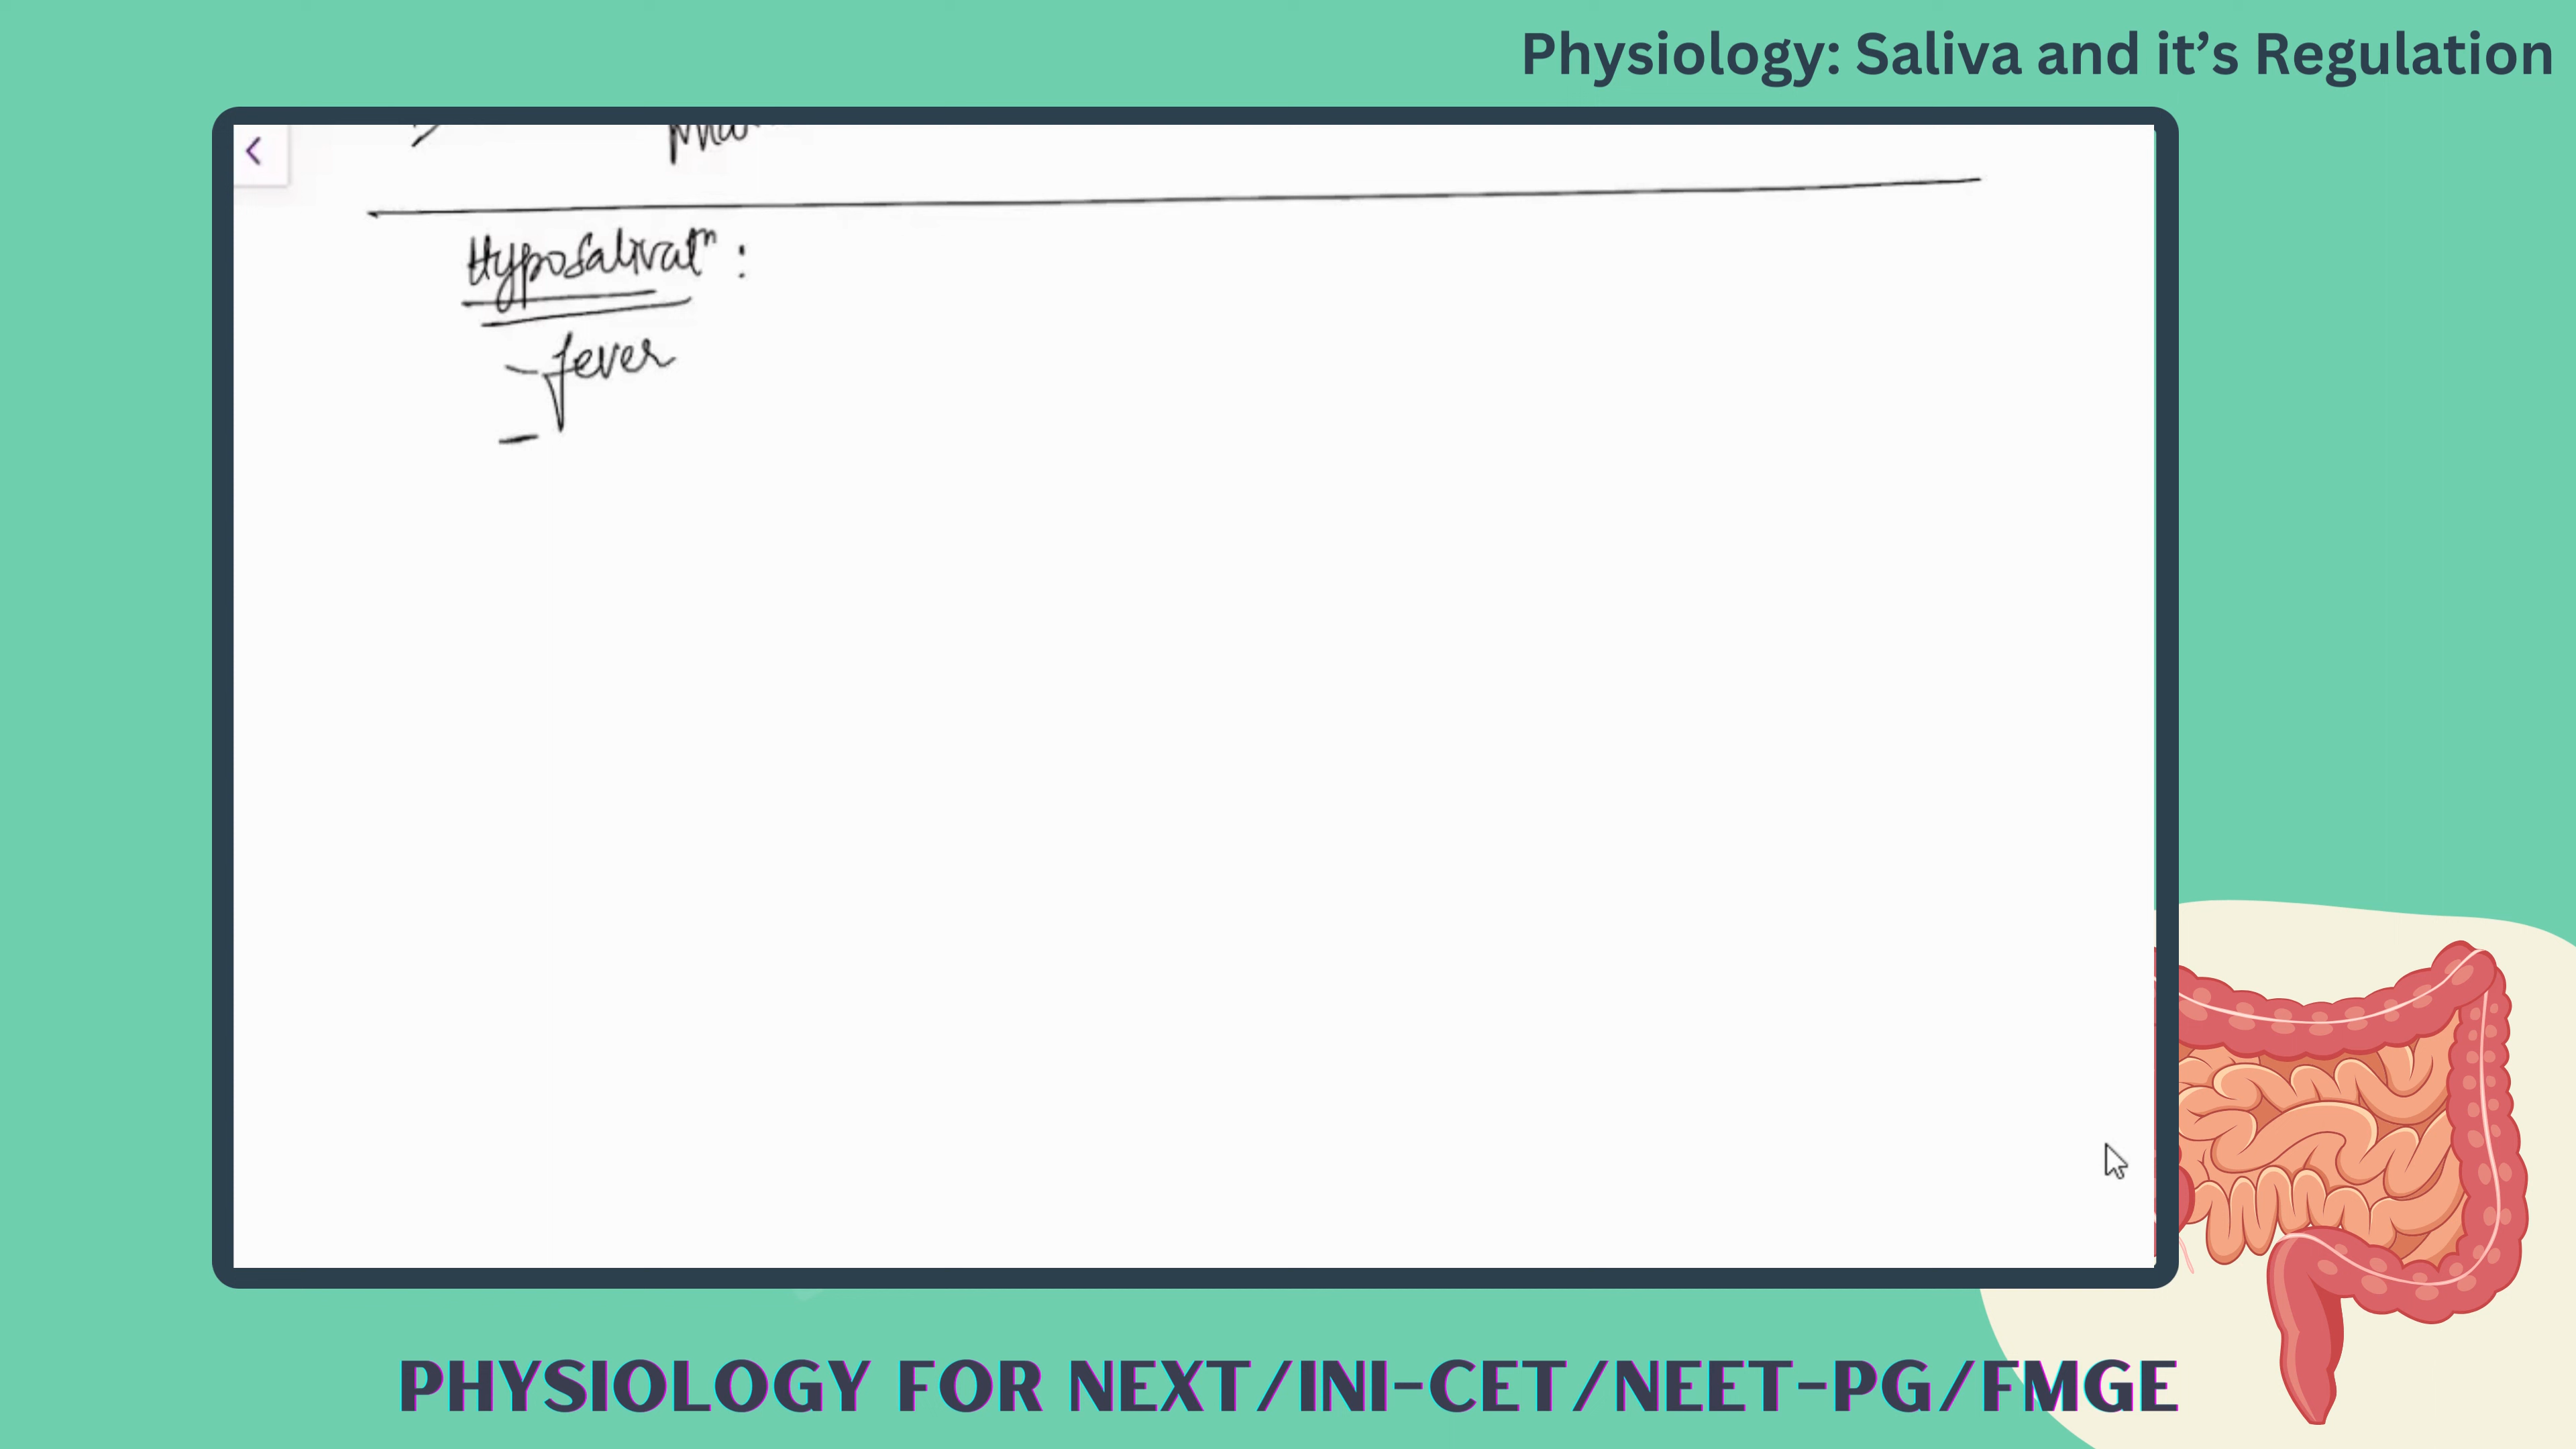 Physiology: Saliva and it’s Regulation
Hyposalivatn :
- fever
-
PHYSIOLOGY FOR NEXT/INI-CET/NEET-PG/FMGE